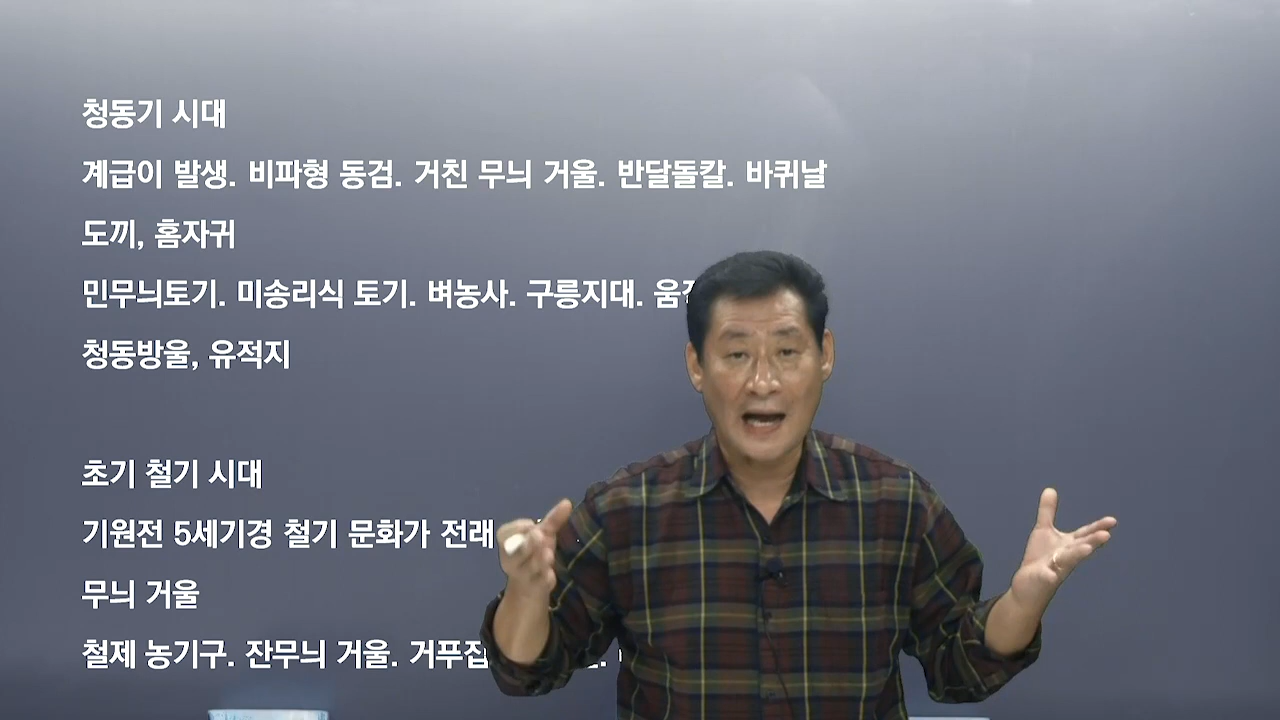 청동기 시대
계급이 발생. 비파형 동검. 거친 무늬 거울. 반달돌칼. 바퀴날
도끼, 홈자귀
민무늬토기. 미송리식 토기. 벼농사. 구릉지대.
청동방울, 유적지
초기 철기 시대
기원전 5세기경 철기 문화가 전래
무늬 거울
철제 농기구. 잔무늬 거울.